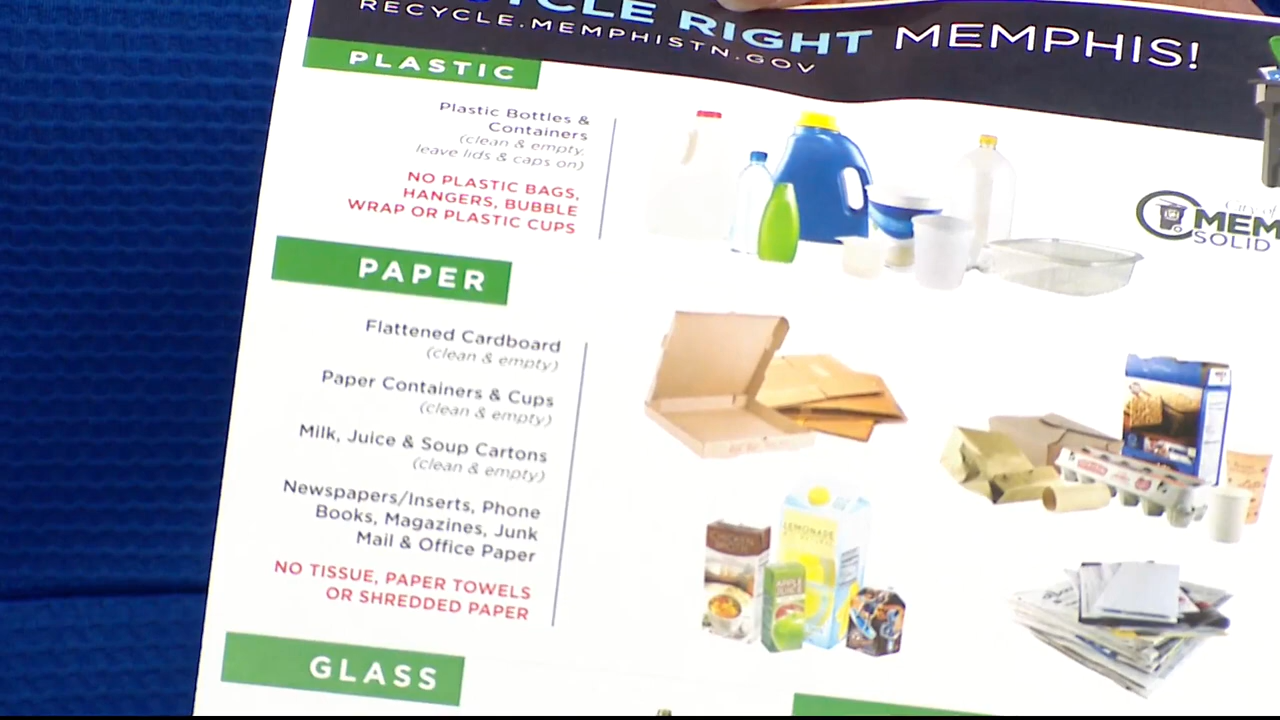 RIGHT MEMPHIS!
RECYCLE.MEMPHISTN.GOV
PLASTIC
Plastic Bottles &
Containers
(clean & empty,
leave lids & caps on)
NO PLASTIC BAGS,
HANGERS, BUBBLE
WRAP OR PLASTIC CUPS
SOLID
PAPER
Flattened Cardboard
(clean & empty)
Paper Containers & Cups
(clean & empty)
Milk, Juice & Soup Cartons
(clean & empty)
Newspapers/Inserts, Phone
Books, Magazines, Junk
Mail & Office Paper
NO TISSUE, PAPER TOWELS
OR SHREDDED PAPER
LEMONADE
APPLE
GLASS